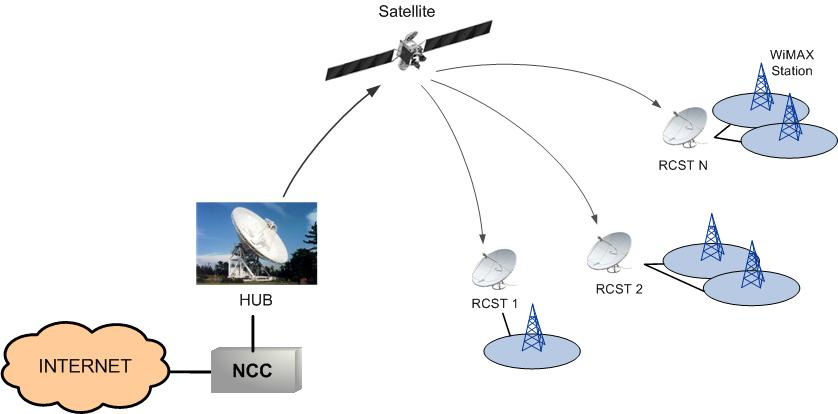 Satellite
WiMAX
Station
RCST N
HUB
RCST 1
RCST 2
INTERNET
NCC